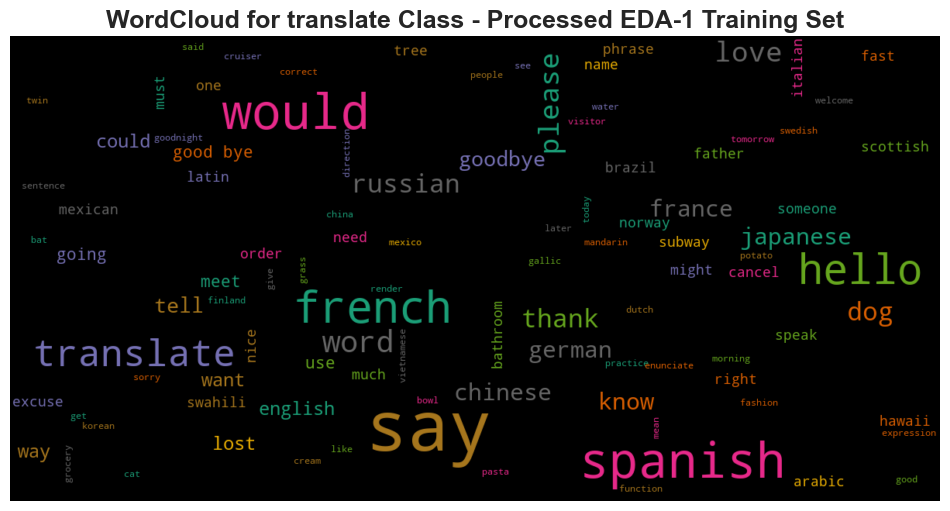 WordCloud for translate Class - Processed EDA-1 Training Set
said
cruiser
tree
phrase
love
italian
fast
correct
people
see
name
please
twin
must
one
would
water
visitor
welcome
swedish
tomorrow
could
goodnight
good bye
direction
goodbye
father
scottish
latin
russian
brazil
sentence
mexican
china
today
france
someone
norway
later
bat
going
order
need
mexico
mandarin
subway
japanese
gallic
might
cancel
potato
hello
meet
give
grass
render
finland
tell
french
thank
dutch
dog
translate
nice
word
vietnamese
bathroom
german
speak
use
much
practice
enunciate
morning
sorry
want
right
excuse
swahili
english
bowl
chinese
know
fashion
get
korean
say
hawaii
expression
mean
way
lost
like
grocery
cream
cat
pasta
spanish
function
arabic
good